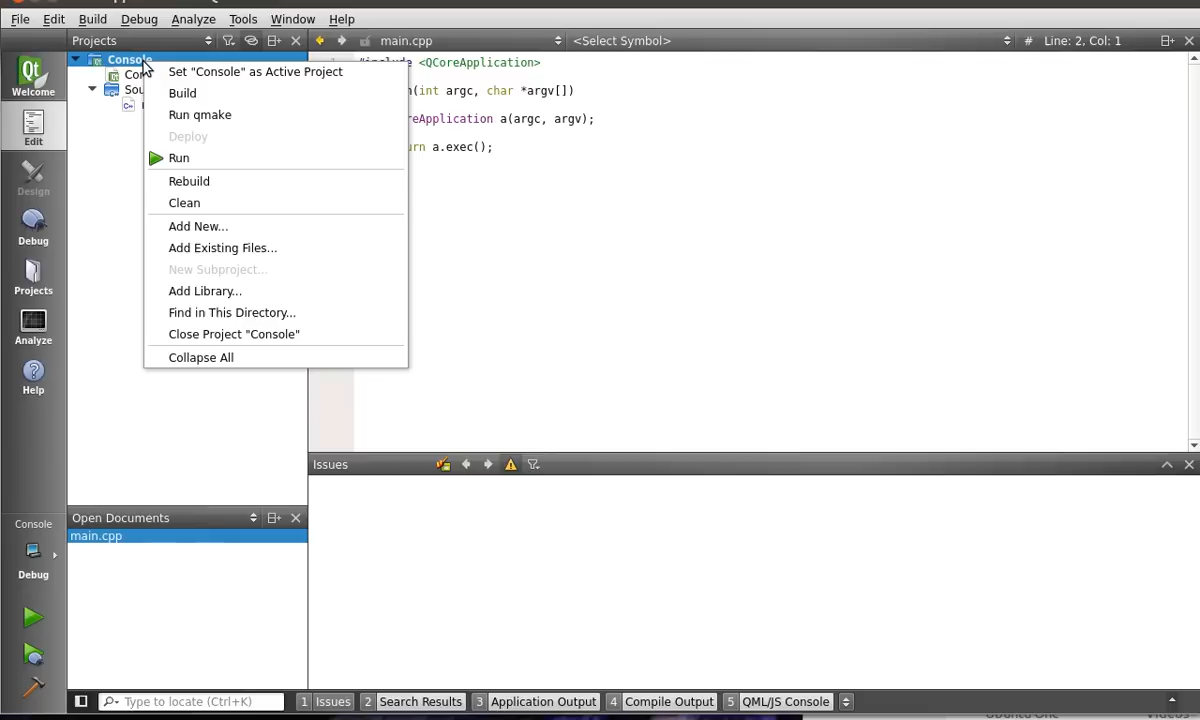 File Edit Build Debug Analyze Tools Window Help
Projects main.cpp <Select Symbol> # Line: 2, Col: 1
Welcome
Edit
Design
Debug
Projects
Analyze
Help
Console
Debug
Console
Set "Console" as Active Project
Build
Run qmake
Deploy
Run
Rebuild
Clean
Add New...
Add Existing Files...
New Subproject...
Add Library...
Find in This Directory...
Close Project "Console"
Collapse All
<QCoreApplication>
(int argc, char *argv[])
a(argc, argv);
a.exec();
Issues
Open Documents
main.cpp
Type to locate (Ctrl+K) 1 Issues 2 Search Results 3 Application Output 4 Compile Output 5 QML/JS Console